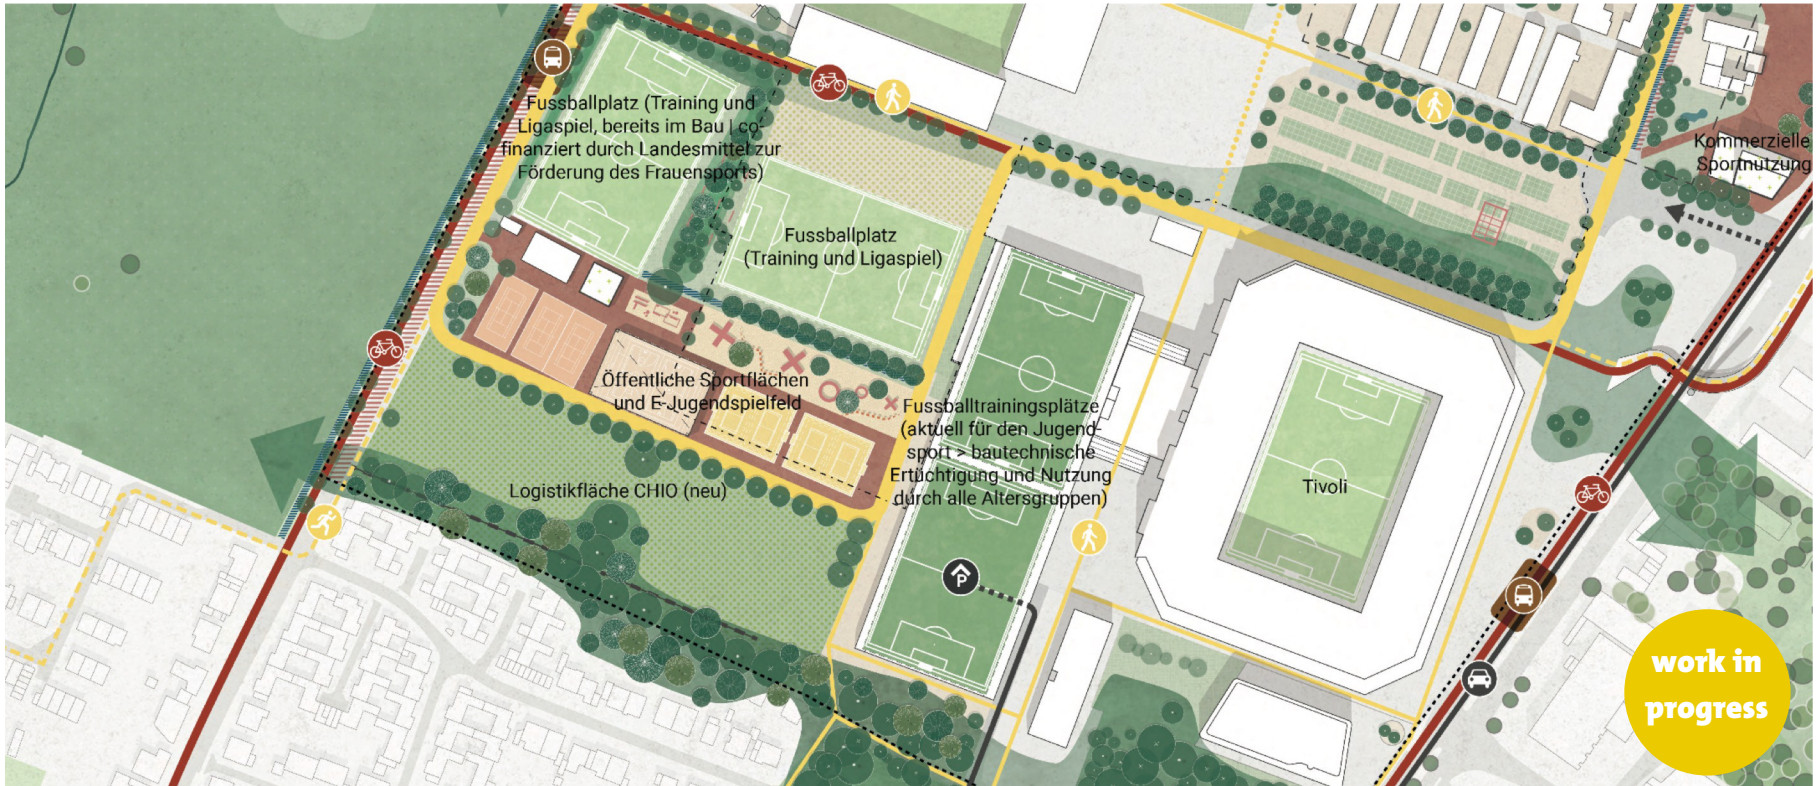 Fussballplatz (Training und
Ligaspiel, bereits im Bau | co-
finanziert durch Landesmittel zur
Förderung des Frauensports)
Kommerzielle
Sportnutzung
Fussballplatz
(Training und Ligaspiel)
Öffentliche Sportflächen
und E-Jugendspielfeld
Fussballtrainingsplätze
(aktuell für den Jugend-
sport > bautechnische
Ertüchtigung und Nutzung
durch alle Altersgruppen)
Logistikfläche CHIO (neu)
Tivoli
P
work in
progress